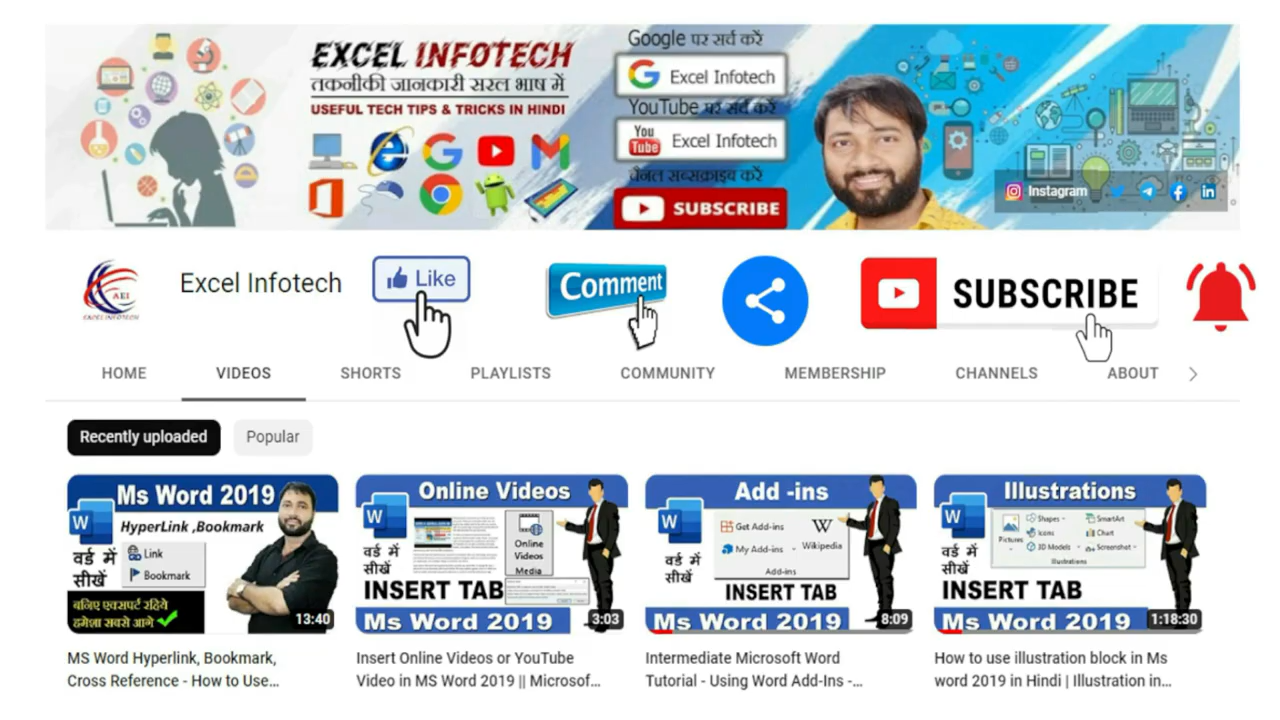 EXCEL INFOTECH
तकनीकी जानकारी सरल भाष में
USEFUL TECH TIPS & TRICKS IN HINDI
Google पर सर्च करें
Excel Infotech
YouTube पर सर्च करें
You Tube Excel Infotech
चैनल सब्सक्राइब करें
SUBSCRIBE
Instagram
AEI
EXCEL INFOTECH
Excel Infotech
Like
Comment
SUBSCRIBE
HOME VIDEOS SHORTS PLAYLISTS COMMUNITY MEMBERSHIP CHANNELS ABOUT
Recently uploaded Popular
Ms Word 2019
HyperLink ,Bookmark
W
वर्ड में
सीखें
Link
Bookmark
बनिए एक्सपर्ट रहिये
हमेशा सबसे आगे
13:40
MS Word Hyperlink, Bookmark,
Cross Reference - How to Use...
Online Videos
W
वर्ड में
सीखें
Online
Videos
Media
INSERT TAB
Ms Word 2019
3:03
Insert Online Videos or YouTube
Video in MS Word 2019 || Microsof...
Add -ins
W
वर्ड में
सीखें
Get Add-ins
My Add-ins
W
Wikipedia
Add-ins
INSERT TAB
Ms Word 2019
8:09
Intermediate Microsoft Word
Tutorial - Using Word Add-Ins -...
Illustrations
W
वर्ड में
सीखें
Pictures
Shapes
Icons
3D Models
SmartArt
Chart
Screenshot
Illustrations
INSERT TAB
Ms Word 2019
1:18:30
How to use illustration block in Ms
word 2019 in Hindi | Illustration in...